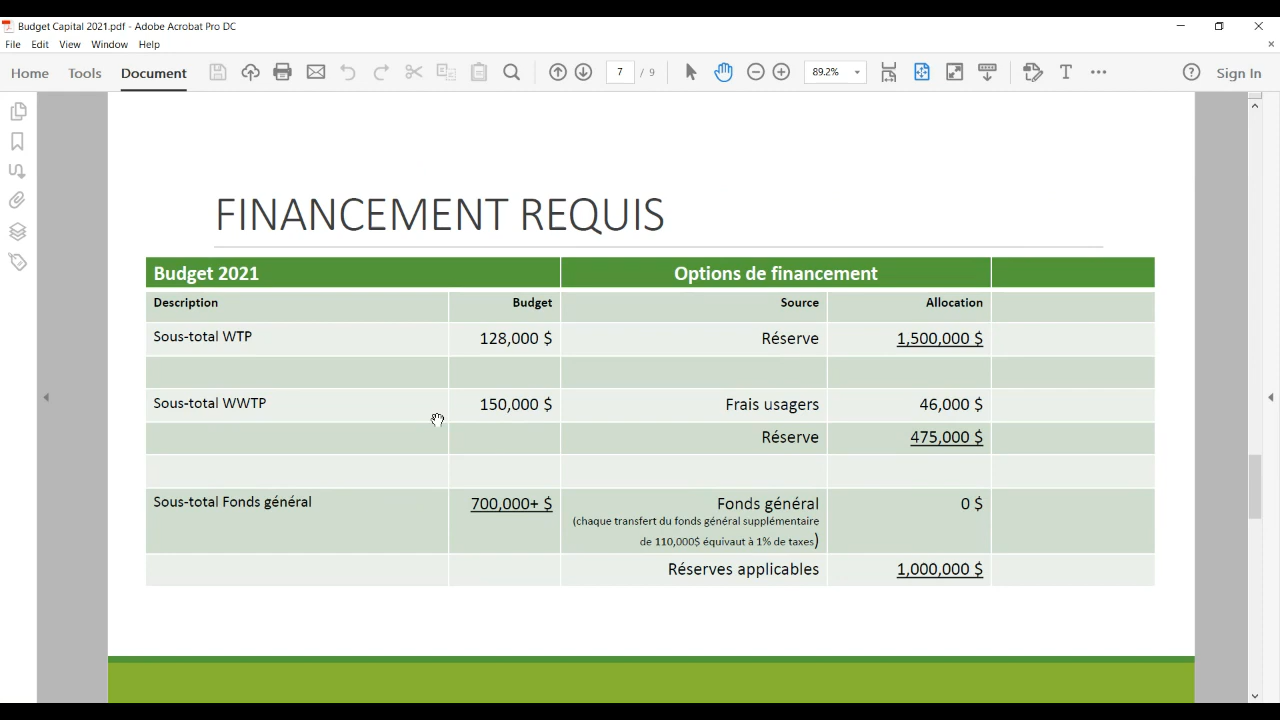 Budget Capital 2021.pdf - Adobe Acrobat Pro DC
File Edit View Window Help
Home Tools Document 7 / 9 89.2% Sign In
FINANCEMENT REQUIS
Budget 2021 Options de financement
Description Budget Source Allocation
Sous-total WTP 128,000 $ Réserve 1,500,000 $
Sous-total WWTP 150,000 $ Frais usagers 46,000 $
Réserve 475,000 $
Sous-total Fonds général 700,000+ $ Fonds général 0 $
(chaque transfert du fonds général supplémentaire
de 110,000$ équivaut à 1% de taxes)
Réserves applicables 1,000,000 $